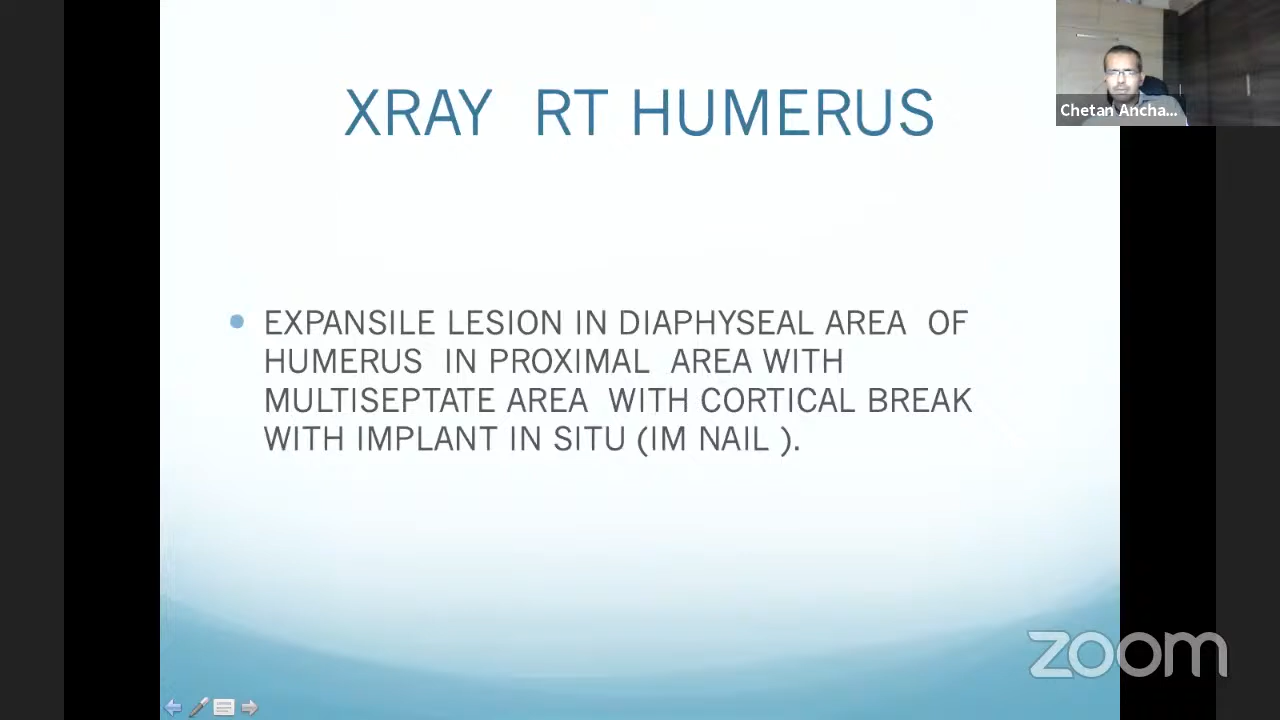 XRAY RT HUMERUS
Chetan Ancha...
EXPANSILE LESION IN DIAPHYSEAL AREA OF
HUMERUS IN PROXIMAL AREA WITH
MULTISEPTATE AREA WITH CORTICAL BREAK
WITH IMPLANT IN SITU (IM NAIL ).
zoom